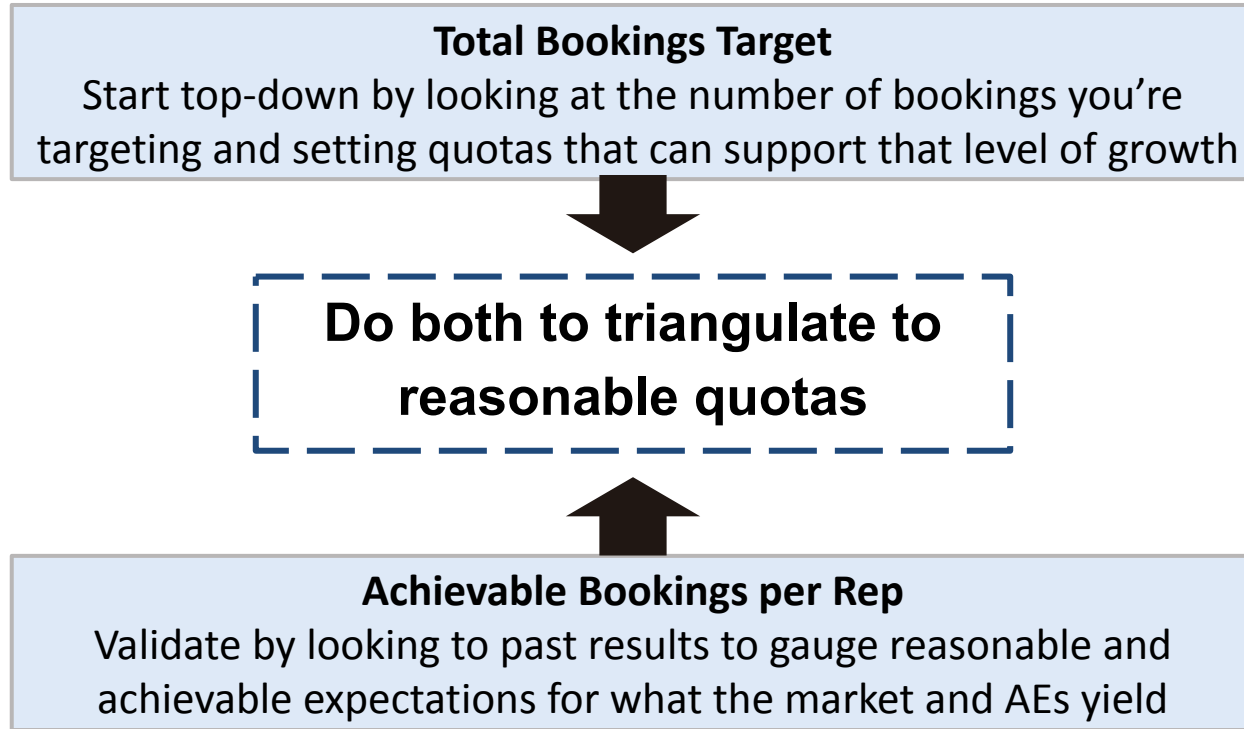 Total Bookings Target
Start top-down by looking at the number of bookings you’re
targeting and setting quotas that can support that level of growth
Do both to triangulate to
reasonable quotas
Achievable Bookings per Rep
Validate by looking to past results to gauge reasonable and
achievable expectations for what the market and AEs yield